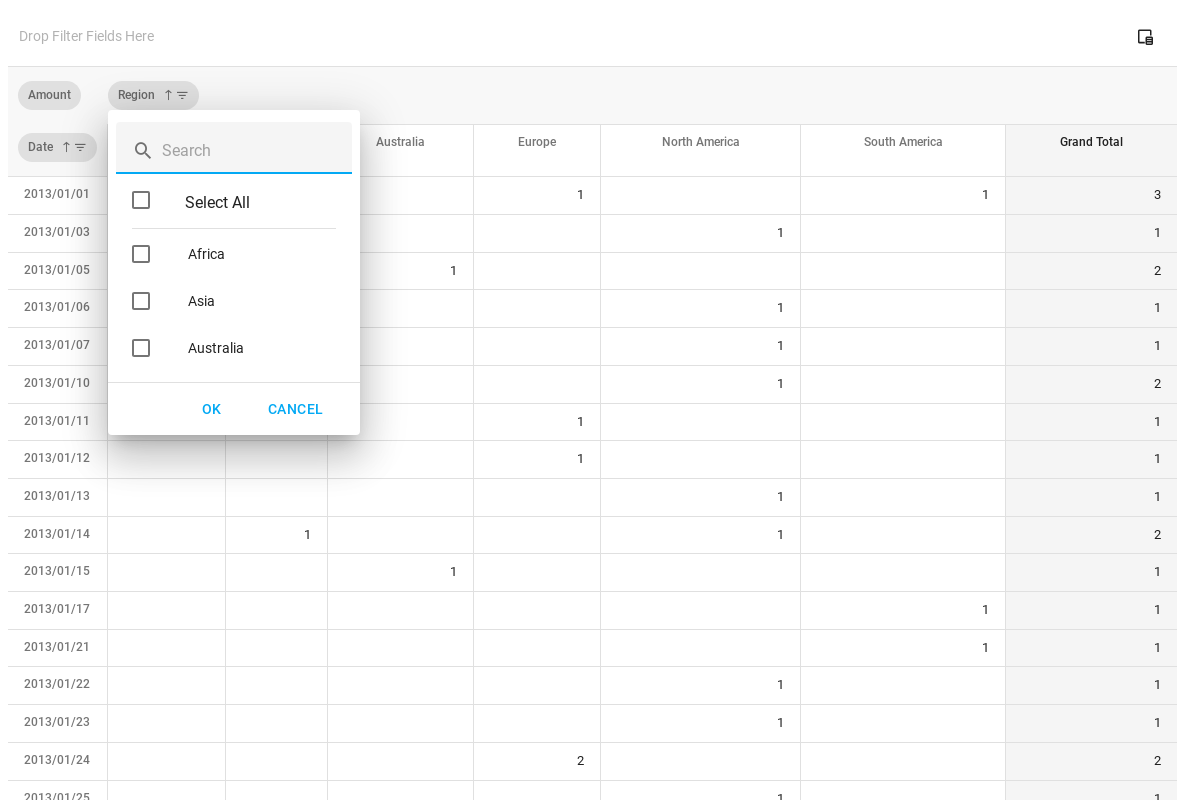 Drop Filter Fields Here
Amount
Region
Date
Australia Europe North America South America Grand Total
Search
Select All
Africa
Asia
Australia
OK CANCEL
2013/01/01 1 1 3
2013/01/03 1 1
2013/01/05 1 2
2013/01/06 1 1
2013/01/07 1 1
2013/01/10 1 2
2013/01/11 1 1
2013/01/12 1 1
2013/01/13 1 1
2013/01/14 1 1 2
2013/01/15 1 1
2013/01/17 1 1
2013/01/21 1 1
2013/01/22 1 1
2013/01/23 1 1
2013/01/24 2 2
2013/01/25 1 1